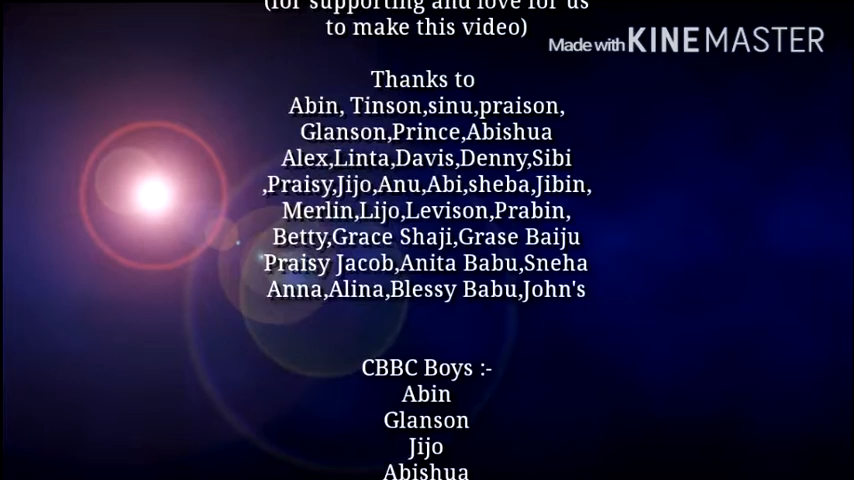 (for supporting and love for us
to make this video)
Made with KINEMASTER
Thanks to
Abin, Tinson,sinu,praison,
Glanson,Prince,Abishua
Alex,Linta,Davis,Denny,Sibi
,Praisy,Jijo,Anu,Abi,sheba,Jibin,
Merlin,Lijo,Levison,Prabin,
Betty,Grace Shaji,Grase Baiju
Praisy Jacob,Anita Babu,Sneha
Anna,Alina,Blessy Babu,John's
CBBC Boys :-
Abin
Glanson
Jijo
Abishua